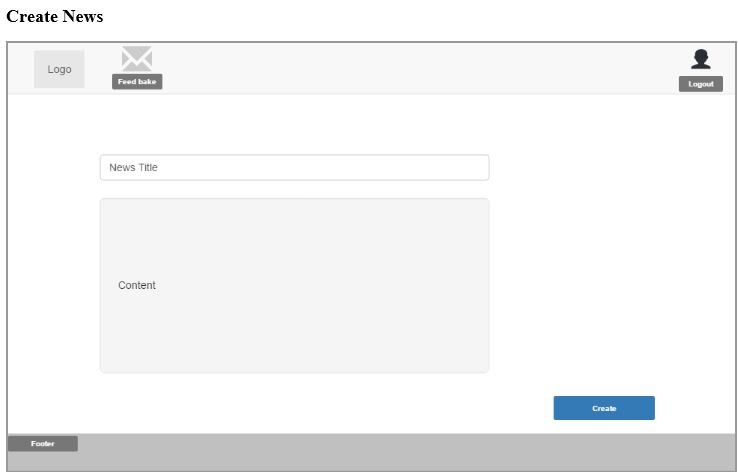 Create News
Logo
Feed bake
Logout
News Title
Content
Create
Footer